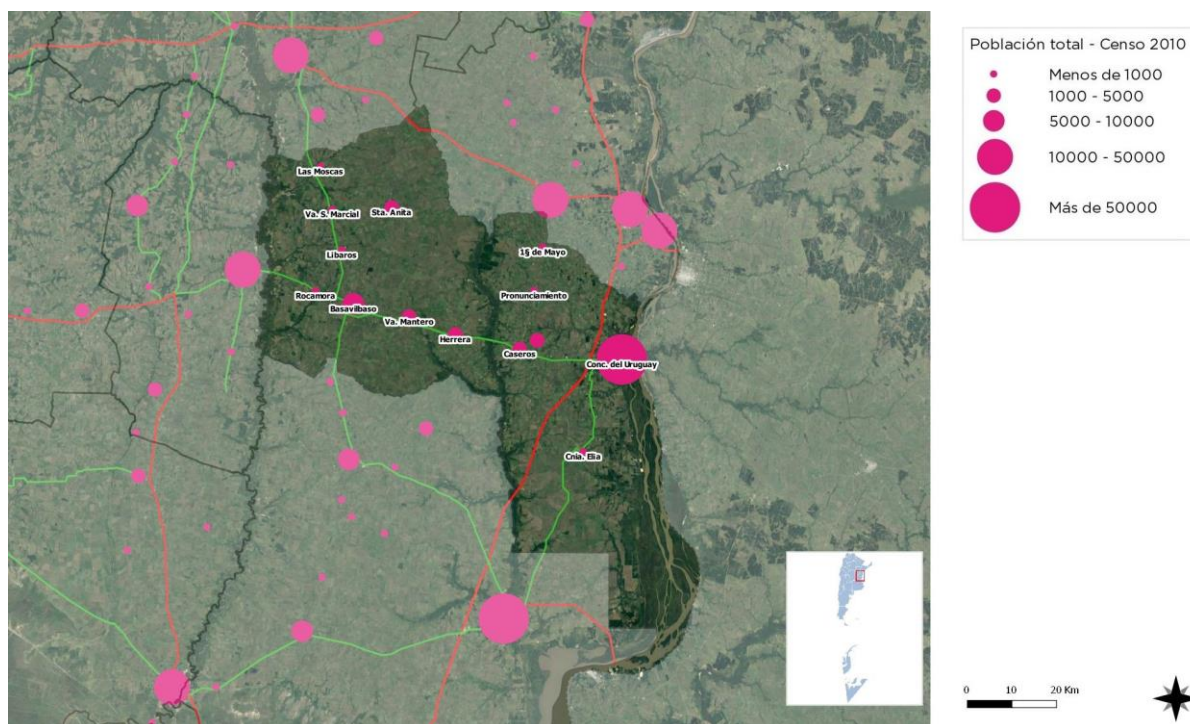 Población total - Censo 2010
Menos de 1000
1000 - 5000
5000 - 10000
10000 - 50000
Más de 50000
Las Moscas
Va. S. Marcial
Sta. Anita
Libaros
1§ de Mayo
Rocamora
Pronunciamiento
Basavilbaso
Va. Mantero
Herrera
Caseros
Conc. del Uruguay
Cnia. Elia
0 10 20 Km